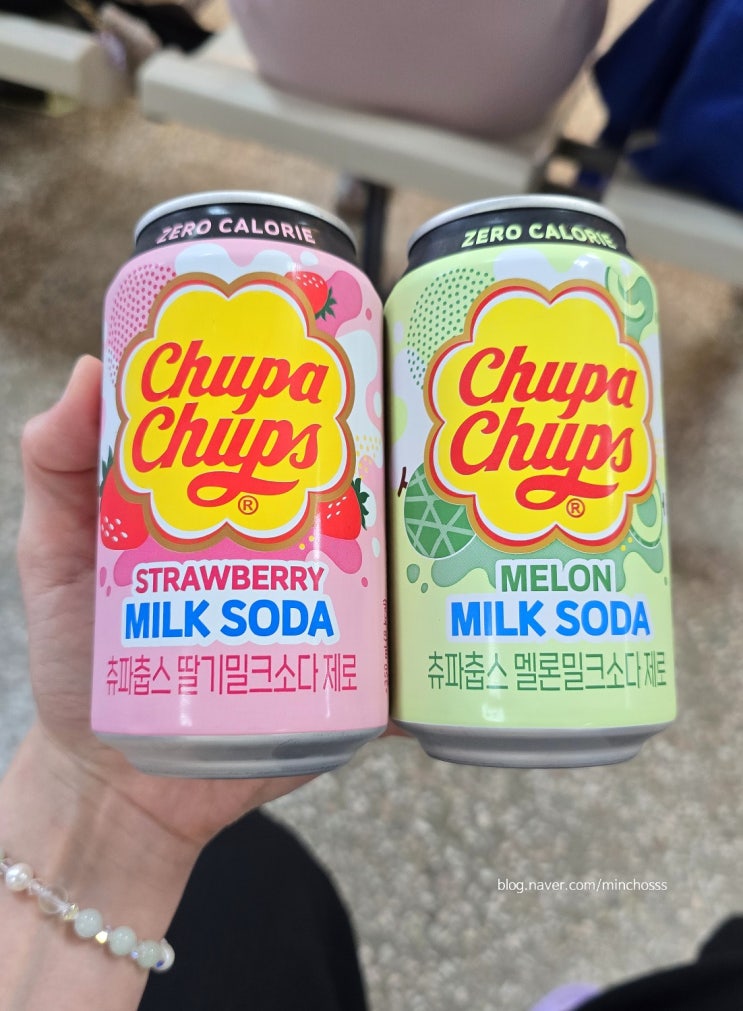 ZERO CALORIE
Chupa
Chups
®
STRAWBERRY
MILK SODA
츄파춥스 딸기밀크소다 제로
ZERO CALORIE
Chupa
Chups
®
MELON
MILK SODA
츄파춥스 멜론밀크소다 제로
blog.naver.com/minchosss